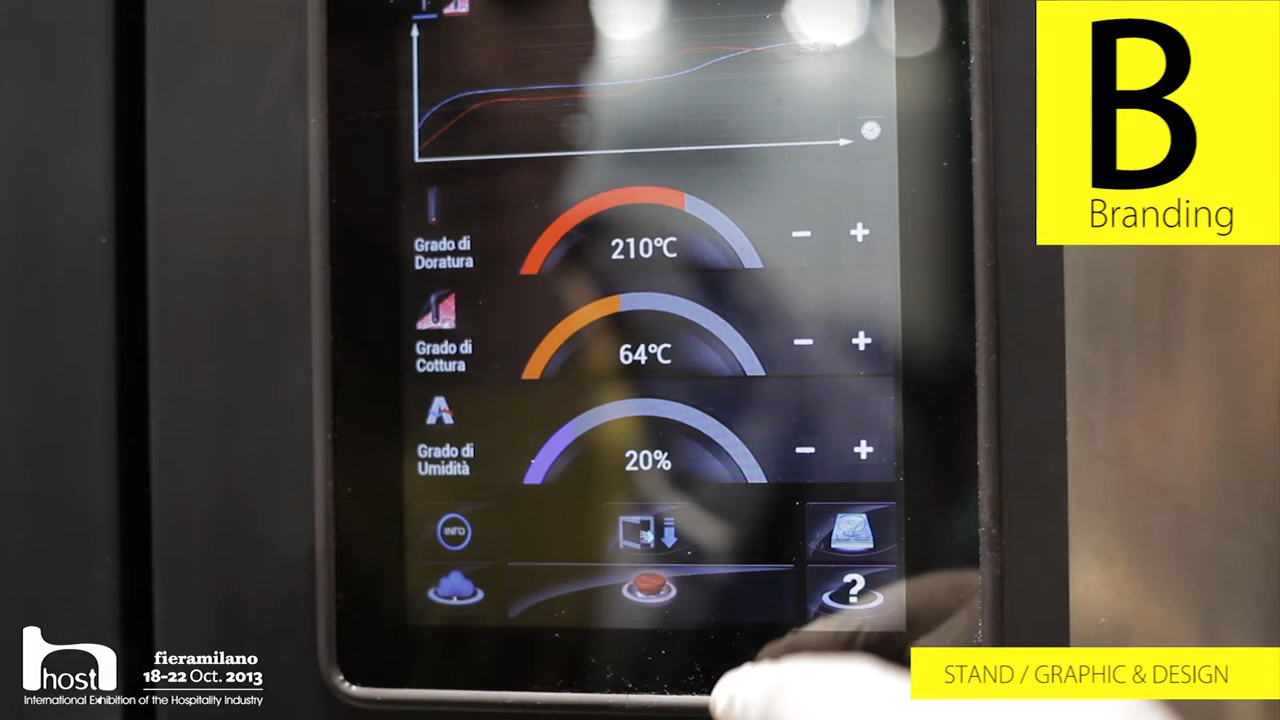 B
Branding
Grado di
Doratura
210°C
Grado di
Cottura
64°C
Grado di
Umidità
20%
INFO
?
host
fieramilano
18-22 Oct. 2013
International Exhibition of the Hospitality Industry
STAND / GRAPHIC & DESIGN